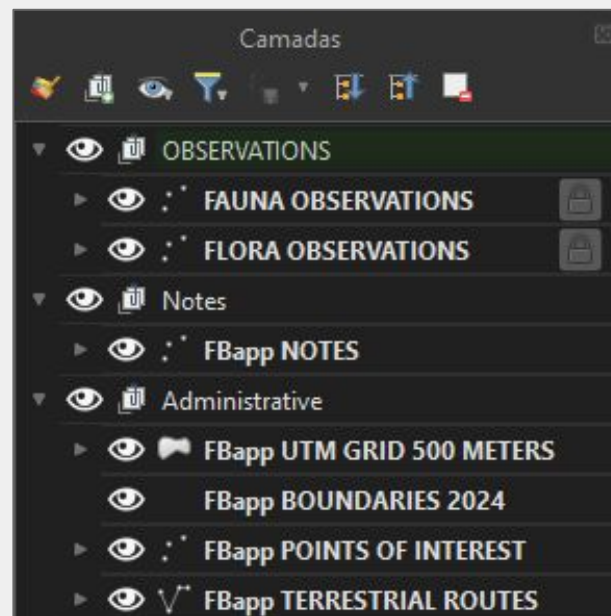 Camadas
OBSERVATIONS
FAUNA OBSERVATIONS
FLORA OBSERVATIONS
Notes
FBapp NOTES
Administrative
FBapp UTM GRID 500 METERS
FBapp BOUNDARIES 2024
FBapp POINTS OF INTEREST
FBapp TERRESTRIAL ROUTES